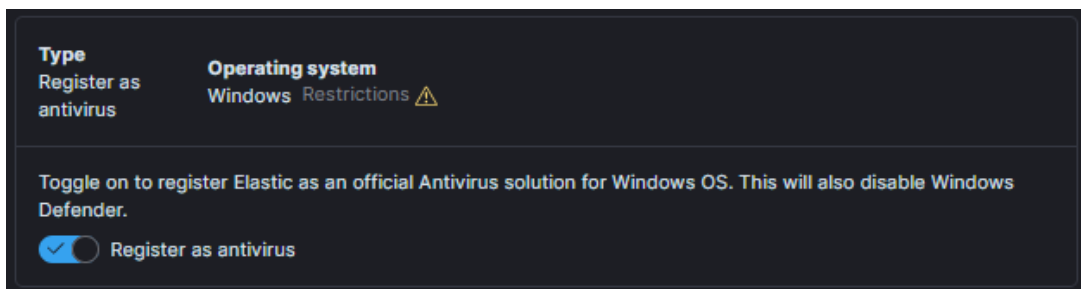 Type
Register as
antivirus
Operating system
Windows Restrictions
Toggle on to register Elastic as an official Antivirus solution for Windows OS. This will also disable Windows
Defender.
Register as antivirus